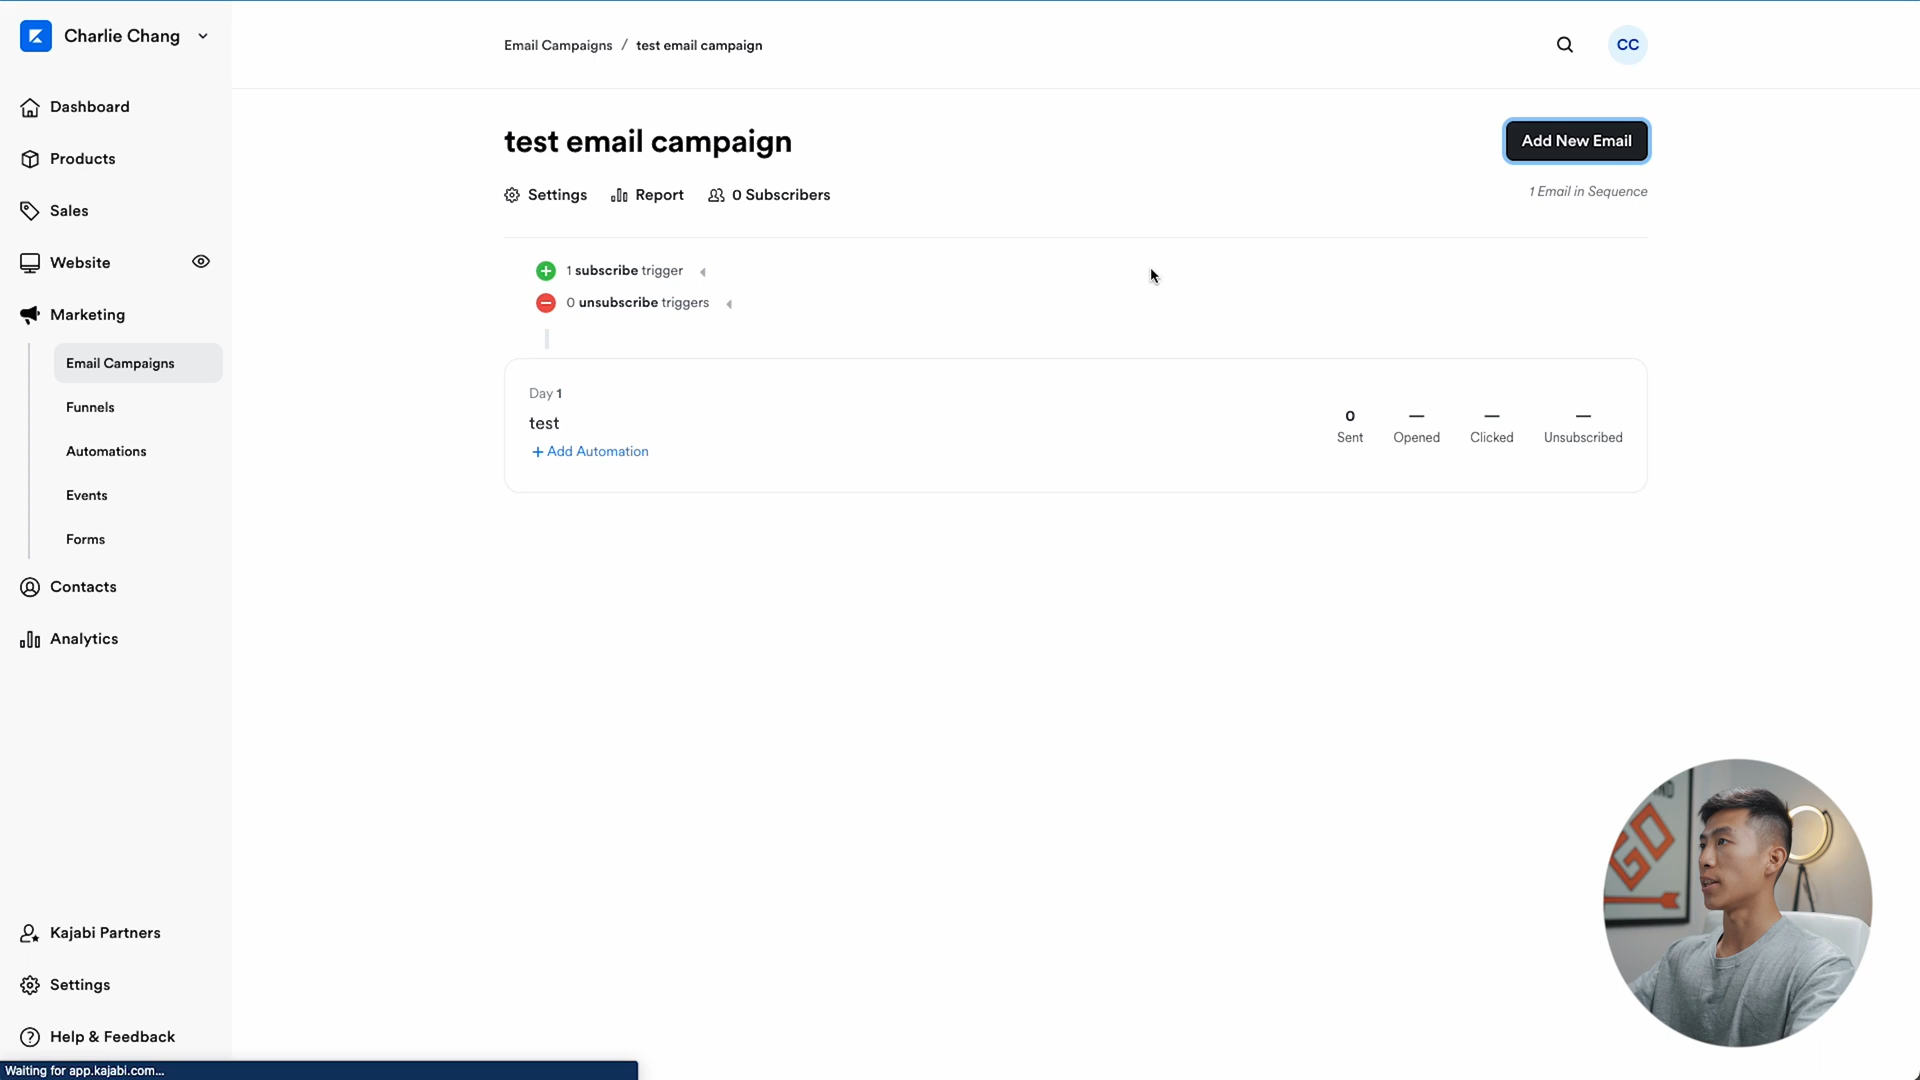 Charlie Chang
Email Campaigns / test email campaign
CC
Dashboard
Products
Sales
Website
Marketing
Email Campaigns
Funnels
Automations
Events
Forms
Contacts
Analytics
Kajabi Partners
Settings
Help & Feedback
test email campaign
Add New Email
Settings
Report
0 Subscribers
1 Email in Sequence
1 subscribe trigger
0 unsubscribe triggers
Day 1
test
+ Add Automation
0
Sent
—
Opened
—
Clicked
—
Unsubscribed
GO
Waiting for app.kajabi.com...